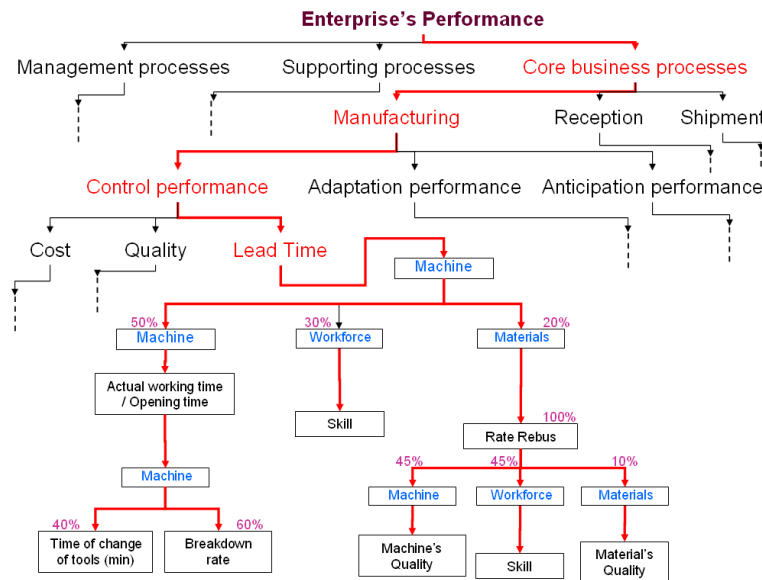 Enterprise's Performance
Management processes
Supporting processes
Core business processes
Manufacturing
Reception
Shipment
Control performance
Adaptation performance
Anticipation performance
Cost
Quality
Lead Time
Machine
50%
30%
20%
Machine
Workforce
Materials
Actual working time
/ Opening time
Skill
100%
Rate Rebus
45%
45%
10%
Machine
Machine
Workforce
Materials
40%
60%
Time of change
of tools (min)
Breakdown
rate
Machine's
Quality
Skill
Material's
Quality